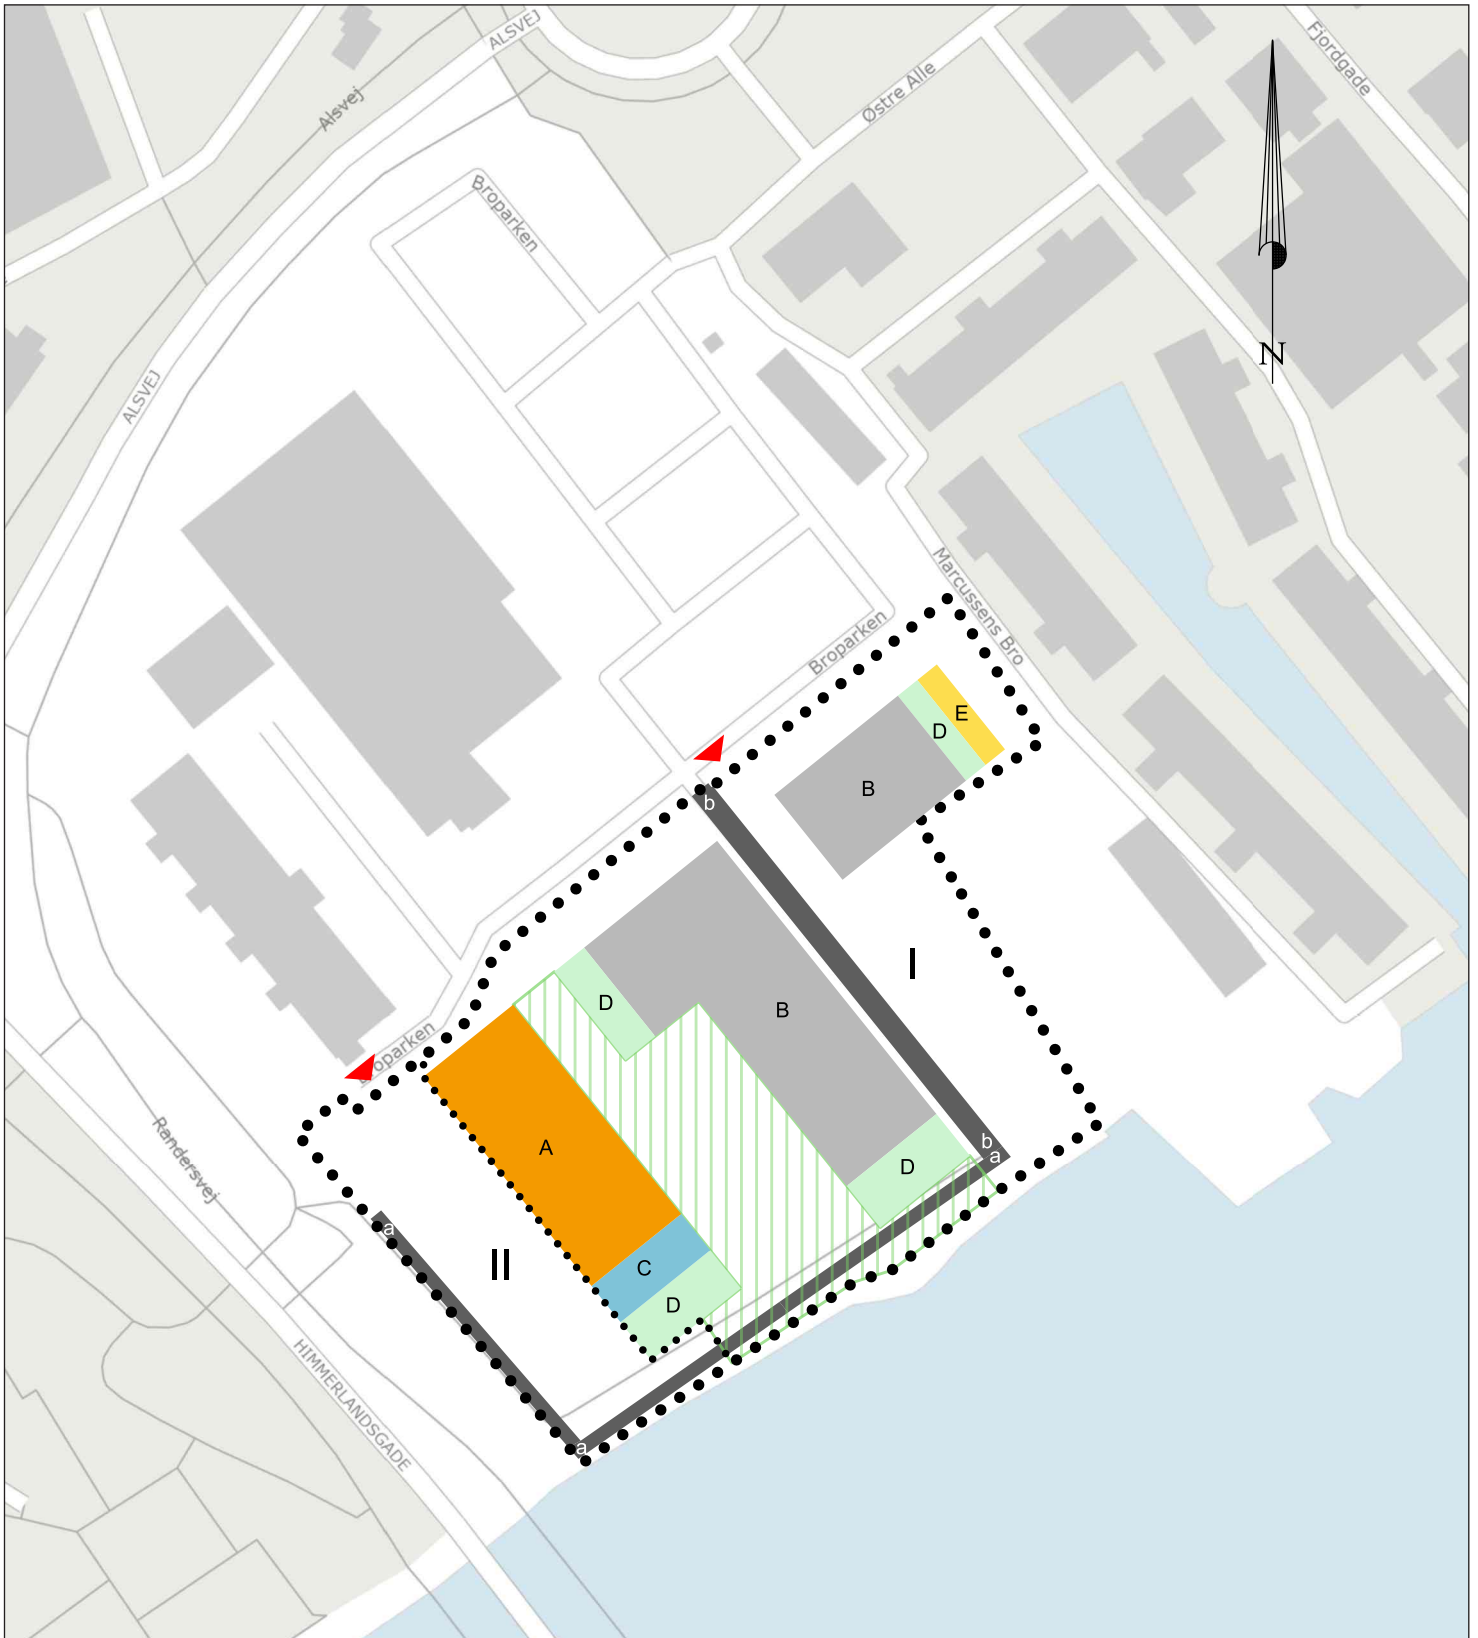 ALSVEJ
Alsvej
Østre Alle
Fjordgade
Broparken
N
ALSVEJ
Marcussens Bro
Broparken
E
D
B
b
I
D
B
Broparken
A
b
a
D
Randersvej
a
II
C
D
HIMMERLANDSGADE
a